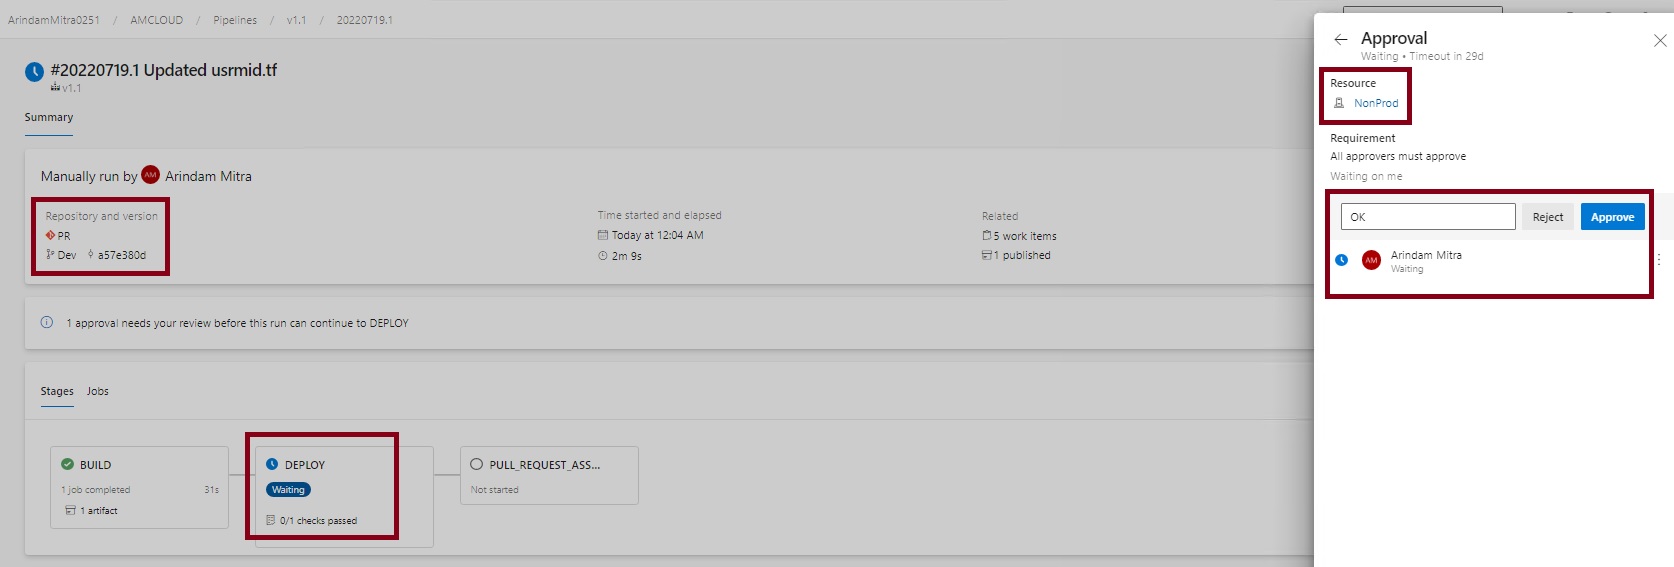 ArindamMitra0251 / AMCLOUD / Pipelines / v1.1 / 20220719.1
#20220719.1 Updated usrmid.tf
v1.1
Summary
Manually run by AM Arindam Mitra
Repository and version
PR
Dev a57e380d
Time started and elapsed
Today at 12:04 AM
2m 9s
Related
5 work items
1 published
1 approval needs your review before this run can continue to DEPLOY
Stages Jobs
BUILD
1 job completed 31s
1 artifact
DEPLOY
Waiting
0/1 checks passed
PULL_REQUEST_ASS...
Not started
Approval
Waiting • Timeout in 29d
Resource
NonProd
Requirement
All approvers must approve
Waiting on me
OK Reject Approve
AM Arindam Mitra
Waiting